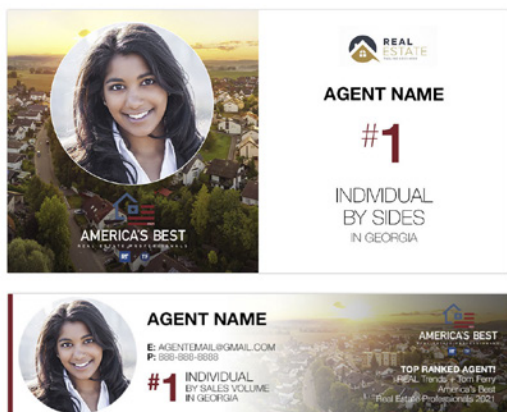 REAL
ESTATE
AGENT NAME
#1
INDIVIDUAL
BY SIDES
IN GEORGIA
AMERICA'S BEST
REAL ESTATE PROFESSIONALS
AGENT NAME
E: AGENTEMAIL@GMAIL.COM
P: 888-888-8888
#1 INDIVIDUAL
BY SALES VOLUME
IN GEORGIA
AMERICA'S BEST
TOP RANKED AGENT!
REAL Trends + Tom Ferry
America's Best
Real Estate Professionals 2021